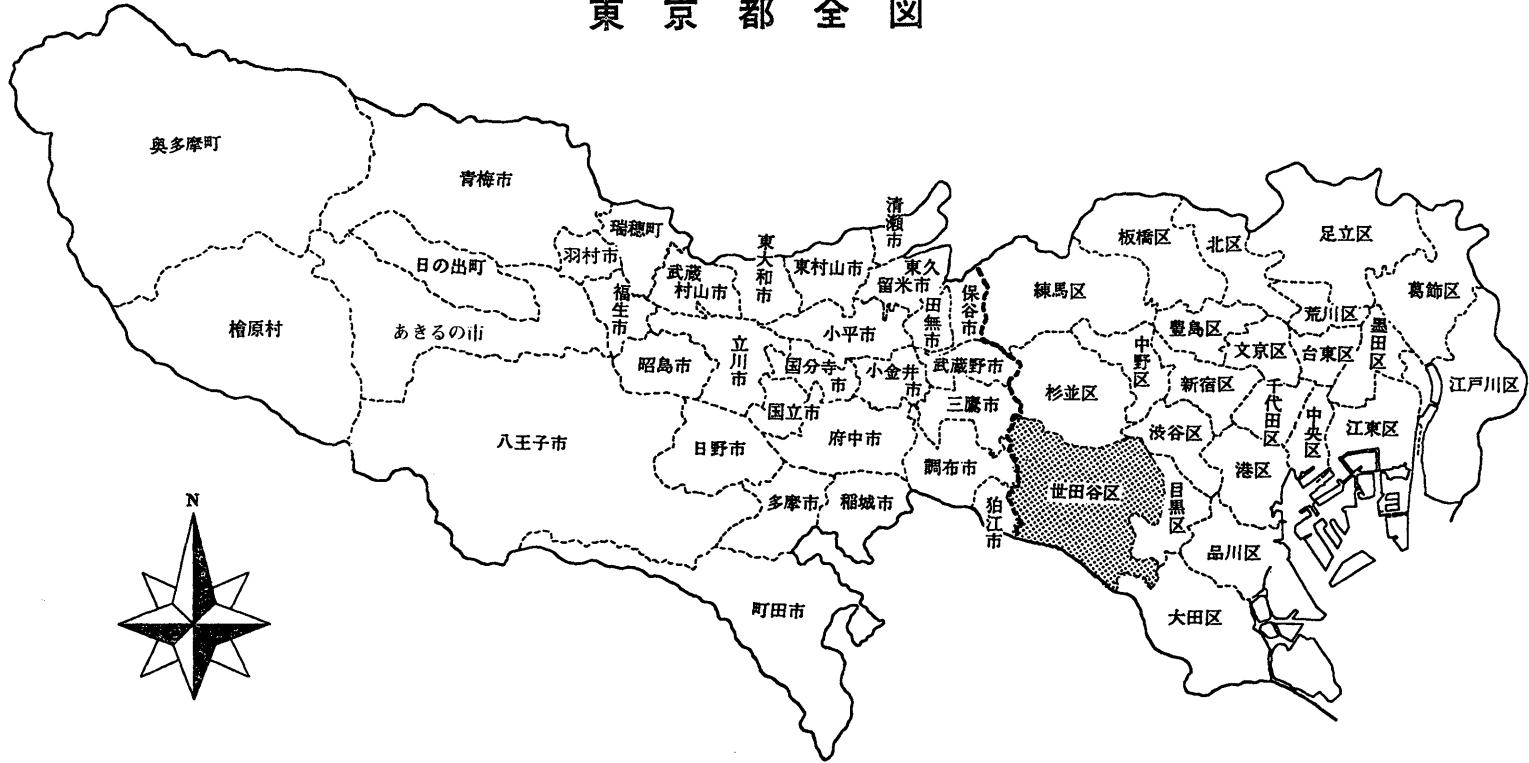 東京都全図
奥多摩町
青梅市
瑞穂町
羽村市
日の出町
檜原村
あきるの市
福生市
武蔵
村山市
東大和市
東村山市
清瀬市
東久
留米市
田無市
保谷市
昭島市
立川市
小平市
国分寺
市
小金井
市
武蔵野市
三鷹市
国立市
府中市
調布市
狛江市
八王子市
日野市
多摩市
稲城市
町田市
N
板橋区
北区
足立区
葛飾区
練馬区
豊島区
荒川区
墨田区
中野区
文京区
台東区
江戸川区
杉並区
新宿区
千代田区
中央区
江東区
渋谷区
港区
世田谷区
目黒区
品川区
大田区